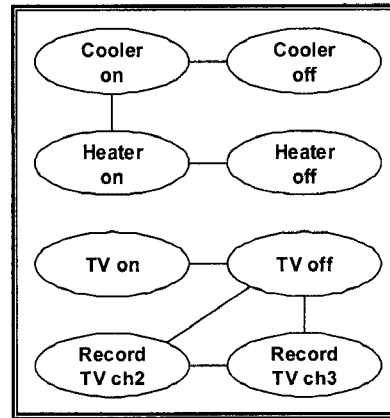 Cooler
on
Cooler
off
Heater
on
Heater
off
TV on
TV off
Record
TV ch2
Record
TV ch3